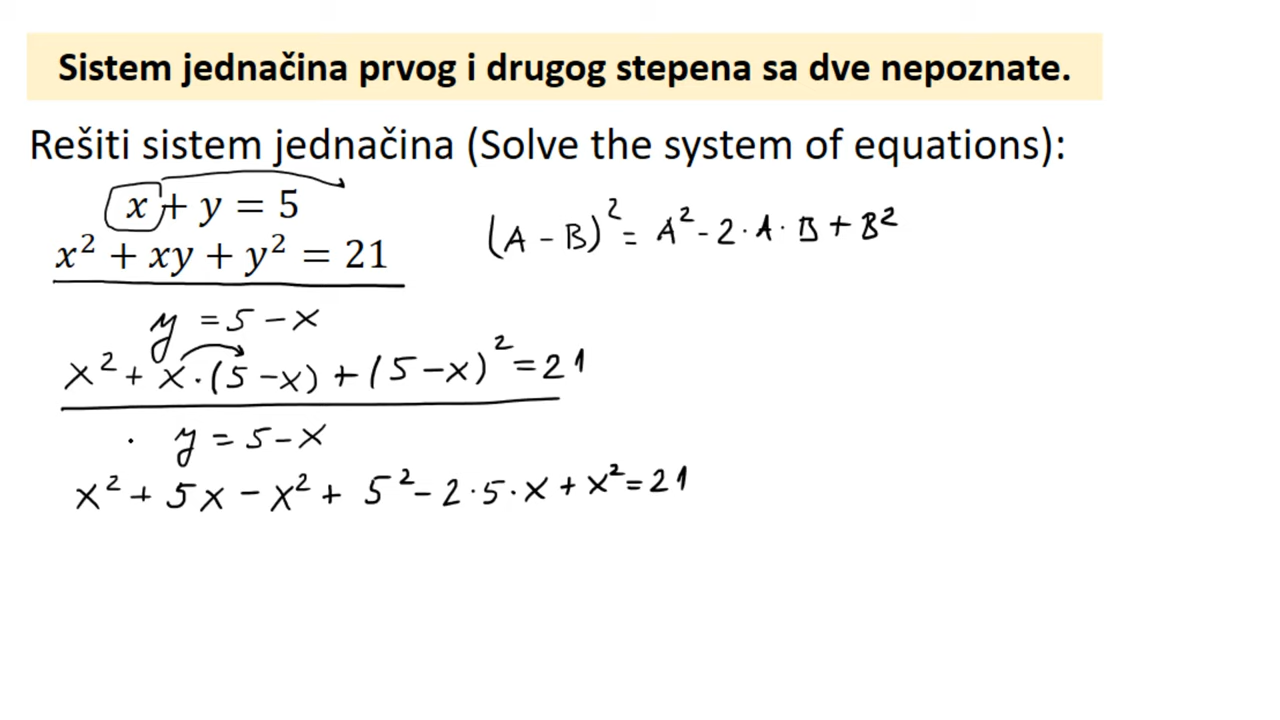 Sistem jednačina prvog i drugog stepena sa dve nepoznate.
Rešiti sistem jednačina (Solve the system of equations):
x + y = 5
x² + xy + y² = 21
(A - B)² = A² - 2·A·B + B²
y = 5 - x
x² + x·(5 - x) + (5 - x)² = 21
y = 5 - x
x² + 5x - x² + 5² - 2·5·x + x² = 21